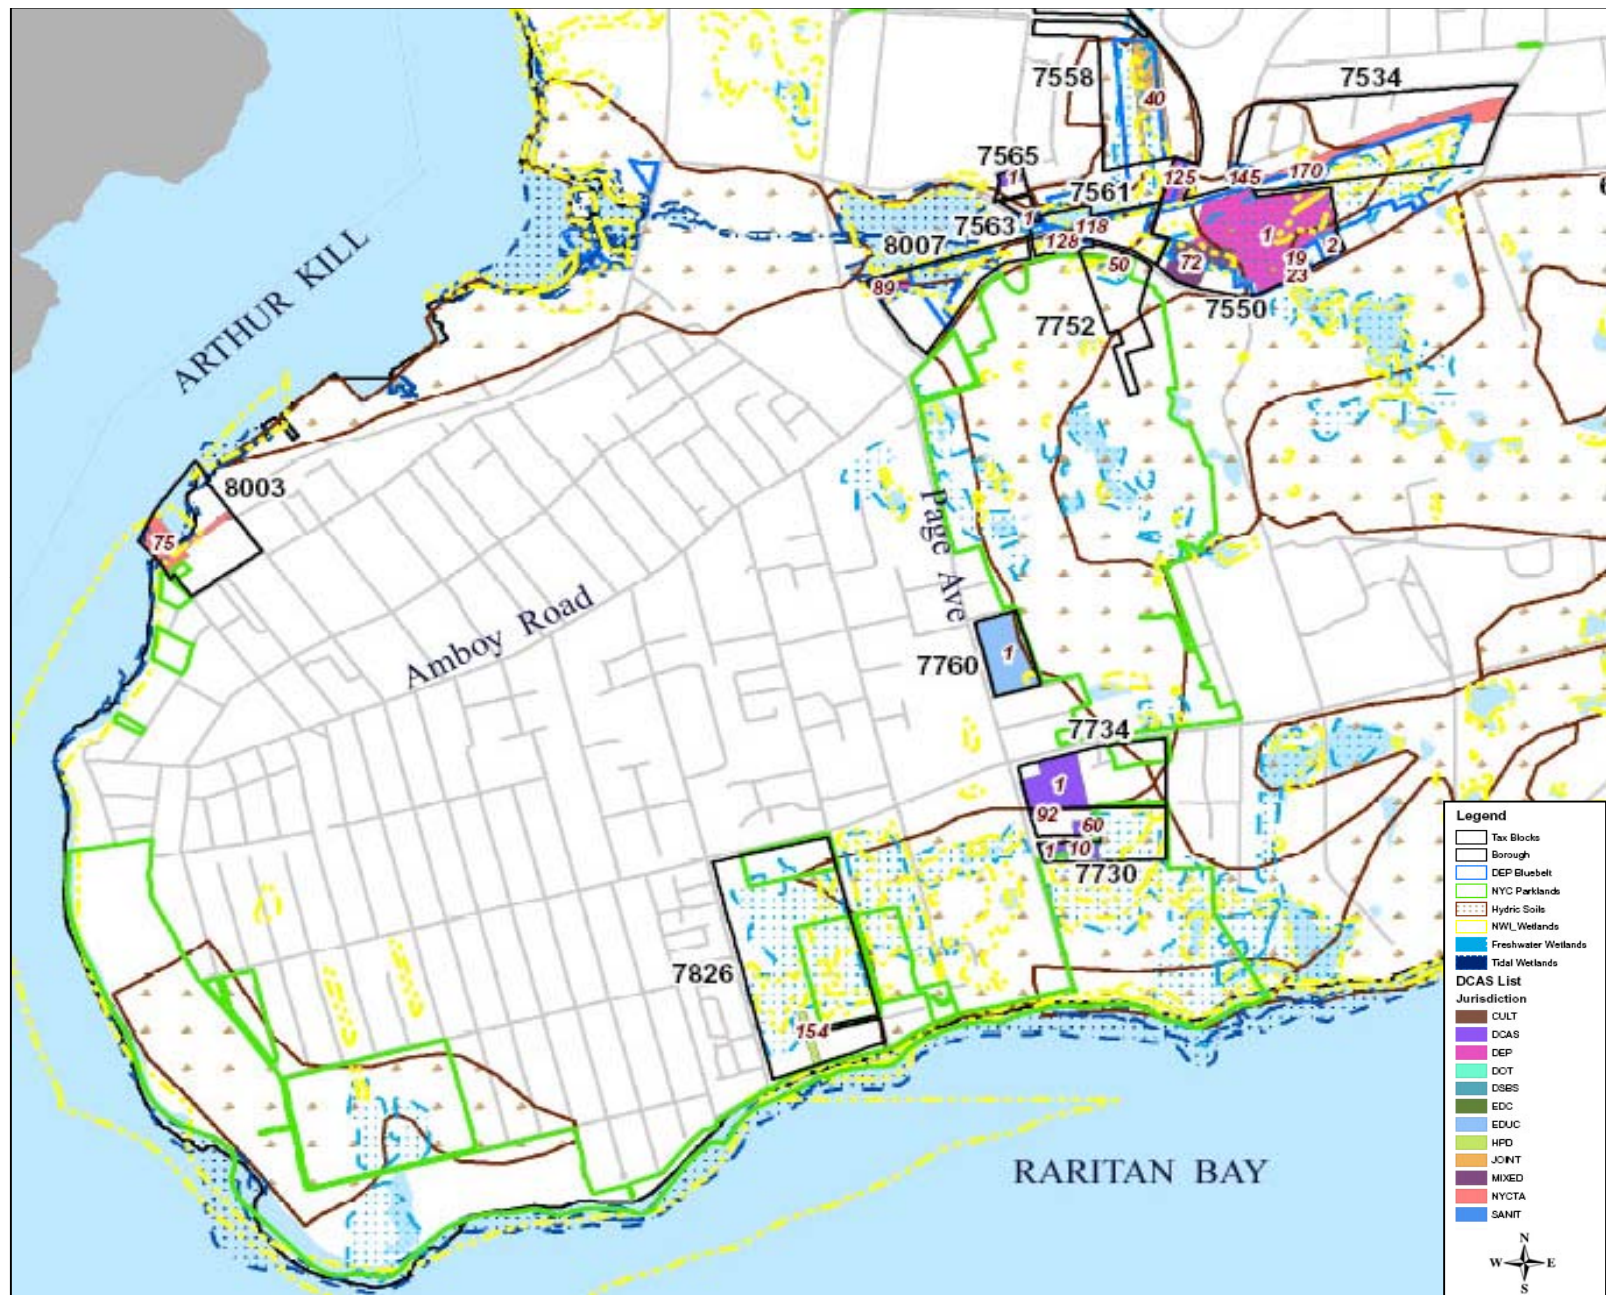 7558
7534
40
7565
1
7561
125
145
170
7563
1
118
8007
128
50
72
1
19
2
23
89
7550
7752
ARTHUR KILL
8003
75
Page Ave
Amboy Road
7760
1
7734
1
92
60
1
10
7730
7826
154
RARITAN BAY
Legend
Tax Blocks
Borough
DEP Bluebelt
NYC Parklands
Hydric Soils
NWI_Wetlands
Freshwater Wetlands
Tidal Wetlands
DCAS List
Jurisdiction
CULT
DCAS
DEP
DOT
DSBS
EDC
EDUC
HPD
JOINT
MIXED
NYCTA
SANIT
N
W E
S